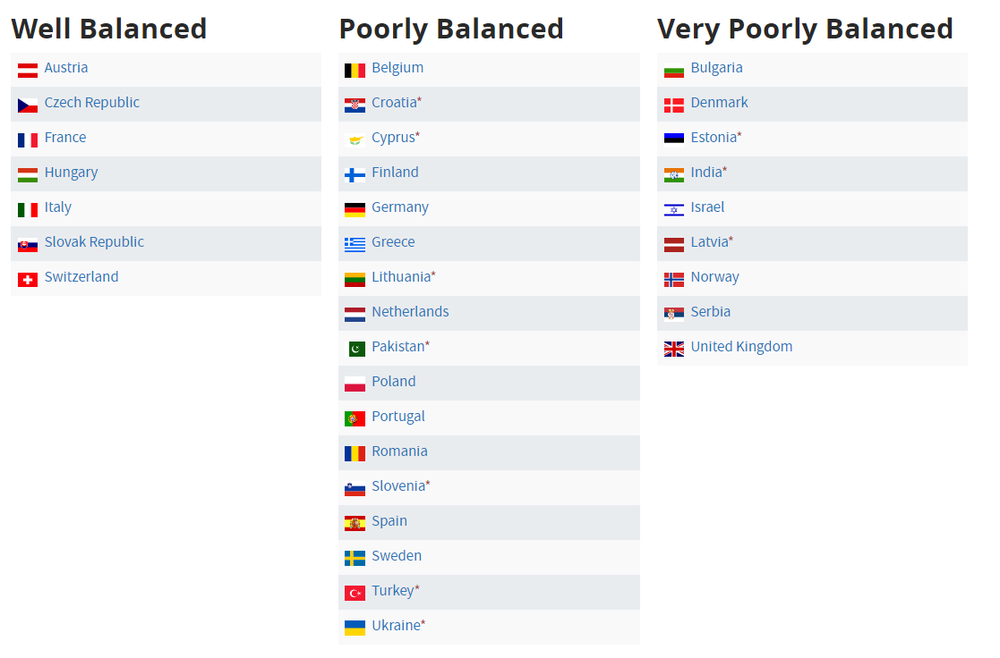 Well Balanced
Austria
Czech Republic
France
Hungary
Italy
Slovak Republic
Switzerland
Poorly Balanced
Belgium
Croatia*
Cyprus*
Finland
Germany
Greece
Lithuania*
Netherlands
Pakistan*
Poland
Portugal
Romania
Slovenia*
Spain
Sweden
Turkey*
Ukraine*
Very Poorly Balanced
Bulgaria
Denmark
Estonia*
India*
Israel
Latvia*
Norway
Serbia
United Kingdom